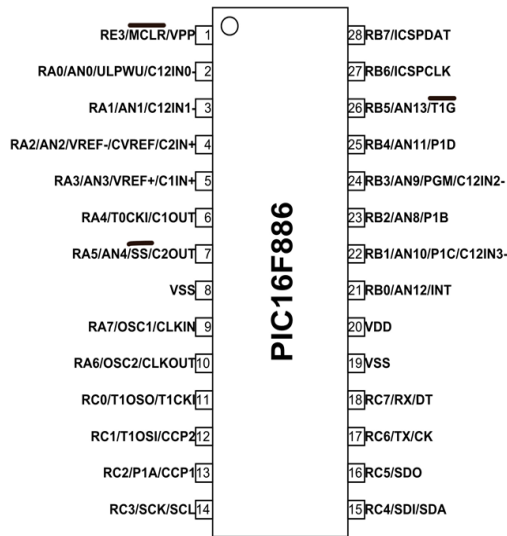 RE3/MCLR/VPP 1
RA0/AN0/ULPWU/C12IN0- 2
RA1/AN1/C12IN1- 3
RA2/AN2/VREF-/CVREF/C2IN+ 4
RA3/AN3/VREF+/C1IN+ 5
RA4/T0CKI/C1OUT 6
RA5/AN4/SS/C2OUT 7
VSS 8
RA7/OSC1/CLKIN 9
RA6/OSC2/CLKOUT 10
RC0/T1OSO/T1CKI 11
RC1/T1OSI/CCP2 12
RC2/P1A/CCP1 13
RC3/SCK/SCL 14
PIC16F886
28 RB7/ICSPDAT
27 RB6/ICSPCLK
26 RB5/AN13/T1G
25 RB4/AN11/P1D
24 RB3/AN9/PGM/C12IN2-
23 RB2/AN8/P1B
22 RB1/AN10/P1C/C12IN3-
21 RB0/AN12/INT
20 VDD
19 VSS
18 RC7/RX/DT
17 RC6/TX/CK
16 RC5/SDO
15 RC4/SDI/SDA